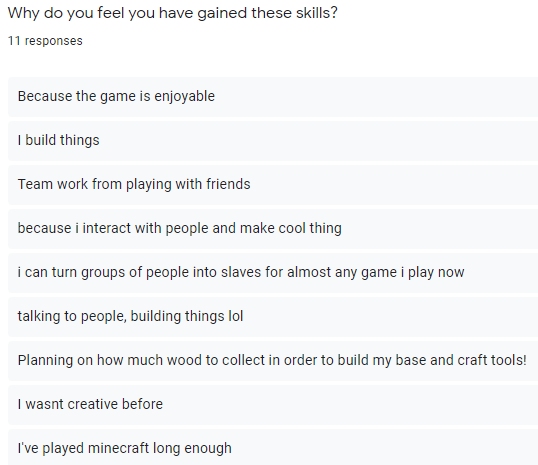 Why do you feel you have gained these skills?
11 responses
Because the game is enjoyable
I build things
Team work from playing with friends
because i interact with people and make cool thing
i can turn groups of people into slaves for almost any game i play now
talking to people, building things lol
Planning on how much wood to collect in order to build my base and craft tools!
I wasnt creative before
I've played minecraft long enough